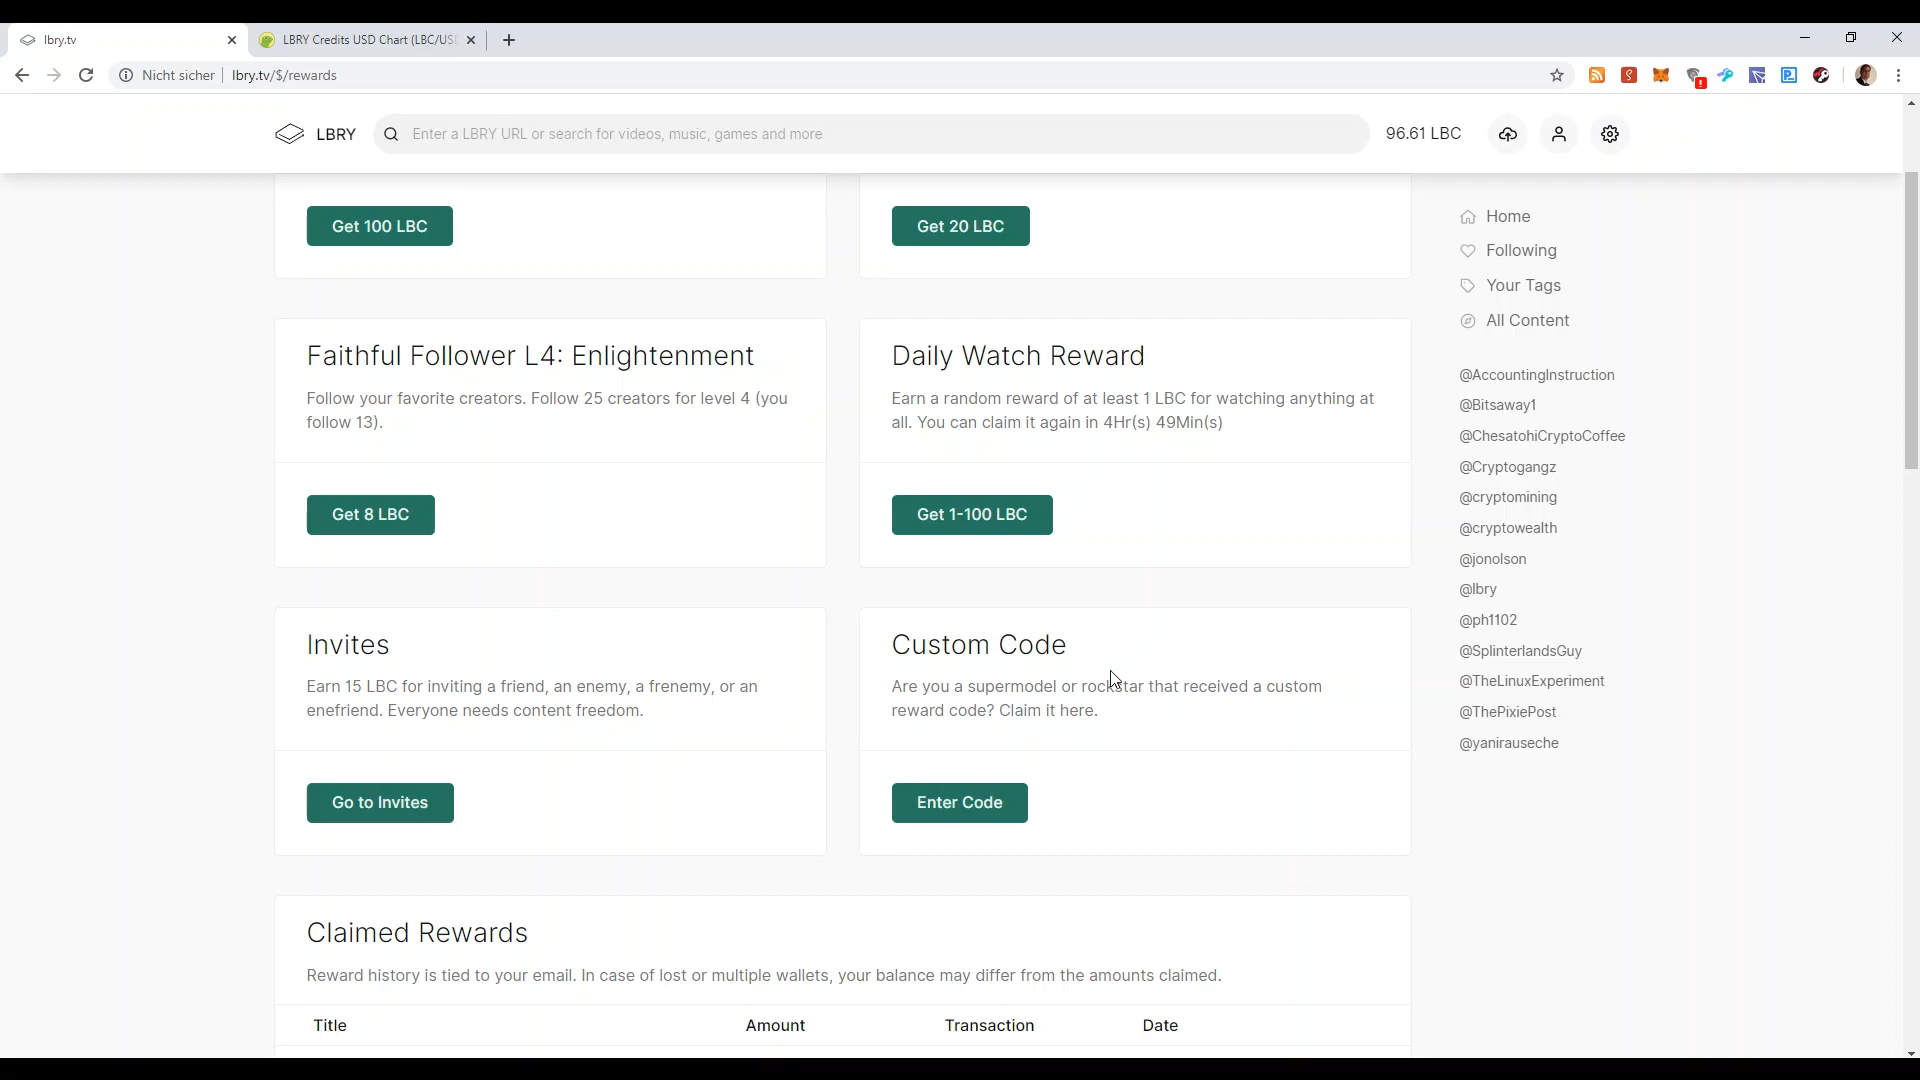 lbry.tv
LBRY Credits USD Chart (LBC/USD
Nicht sicher
lbry.tv/$/rewards
LBRY
Enter a LBRY URL or search for videos, music, games and more
96.61 LBC
Get 100 LBC
Get 20 LBC
Home
Following
Your Tags
All Content
Faithful Follower L4: Enlightenment
Follow your favorite creators. Follow 25 creators for level 4 (you
follow 13).
Get 8 LBC
Daily Watch Reward
Earn a random reward of at least 1 LBC for watching anything at
all. You can claim it again in 4Hr(s) 49Min(s)
Get 1-100 LBC
@AccountingInstruction
@Bitsaway1
@ChesatohiCryptoCoffee
@Cryptogangz
@cryptomining
@cryptowealth
@jonolson
@lbry
@ph1102
@SplinterlandsGuy
@TheLinuxExperiment
@ThePixiePost
@yanirauseche
Invites
Earn 15 LBC for inviting a friend, an enemy, a frenemy, or an
enefriend. Everyone needs content freedom.
Go to Invites
Custom Code
Are you a supermodel or rockstar that received a custom
reward code? Claim it here.
Enter Code
Claimed Rewards
Reward history is tied to your email. In case of lost or multiple wallets, your balance may differ from the amounts claimed.
Title
Amount
Transaction
Date